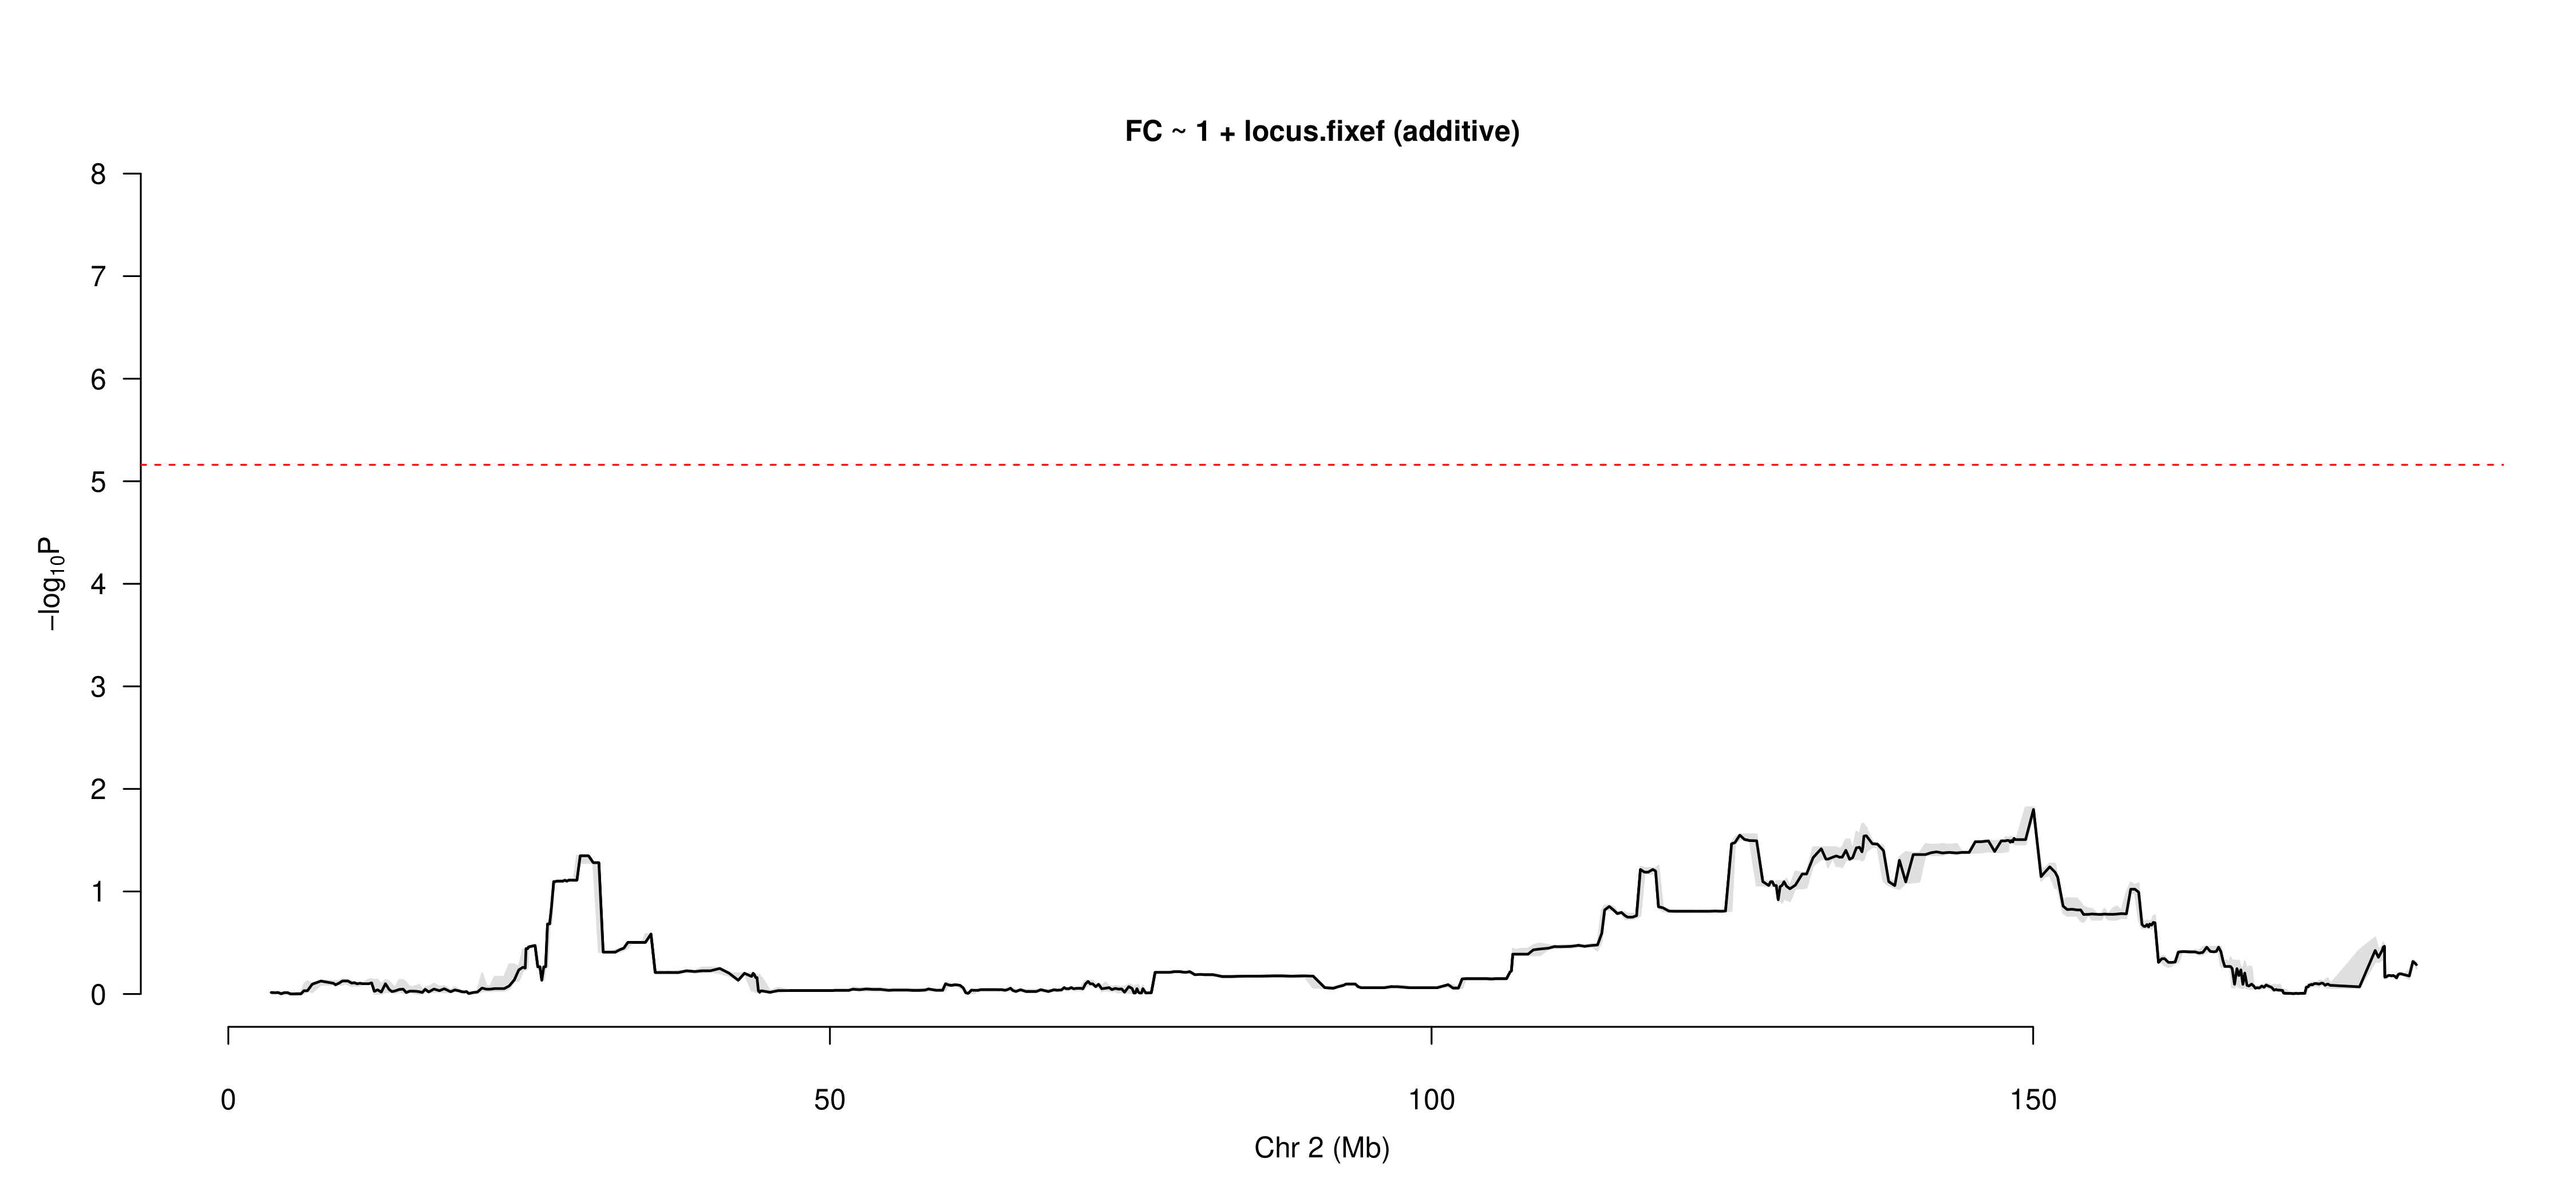 FC ~ 1 + locus.fixef (additive)
8
7
6
5
4
3
2
1
0
−log10P
0 50 100 150
Chr 2 (Mb)